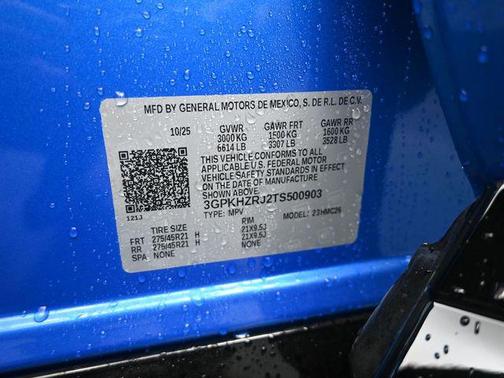 MFD BY GENERAL MOTORS DE MEXICO, S. DE R.L. DE C.V.
10/25 GVWR GAWR FRT GAWR RR
3000 KG 1500 KG 1600 KG
6614 LB 3307 LB 3528 LB
THIS VEHICLE CONFORMS TO ALL
APPLICABLE U.S. FEDERAL MOTOR
VEHICLE SAFETY STANDARDS IN EFFECT
ON THE DATE OF MANUFACTURE
SHOWN ABOVE.
3GPKHZRJ2TS500903
121J TYPE: MPV MODEL: 23HMC26
TIRE SIZE RIM
FRT 275/45R21 H 21X9.5J
RR 275/45R21 H 21X9.5J
SPA NONE NONE